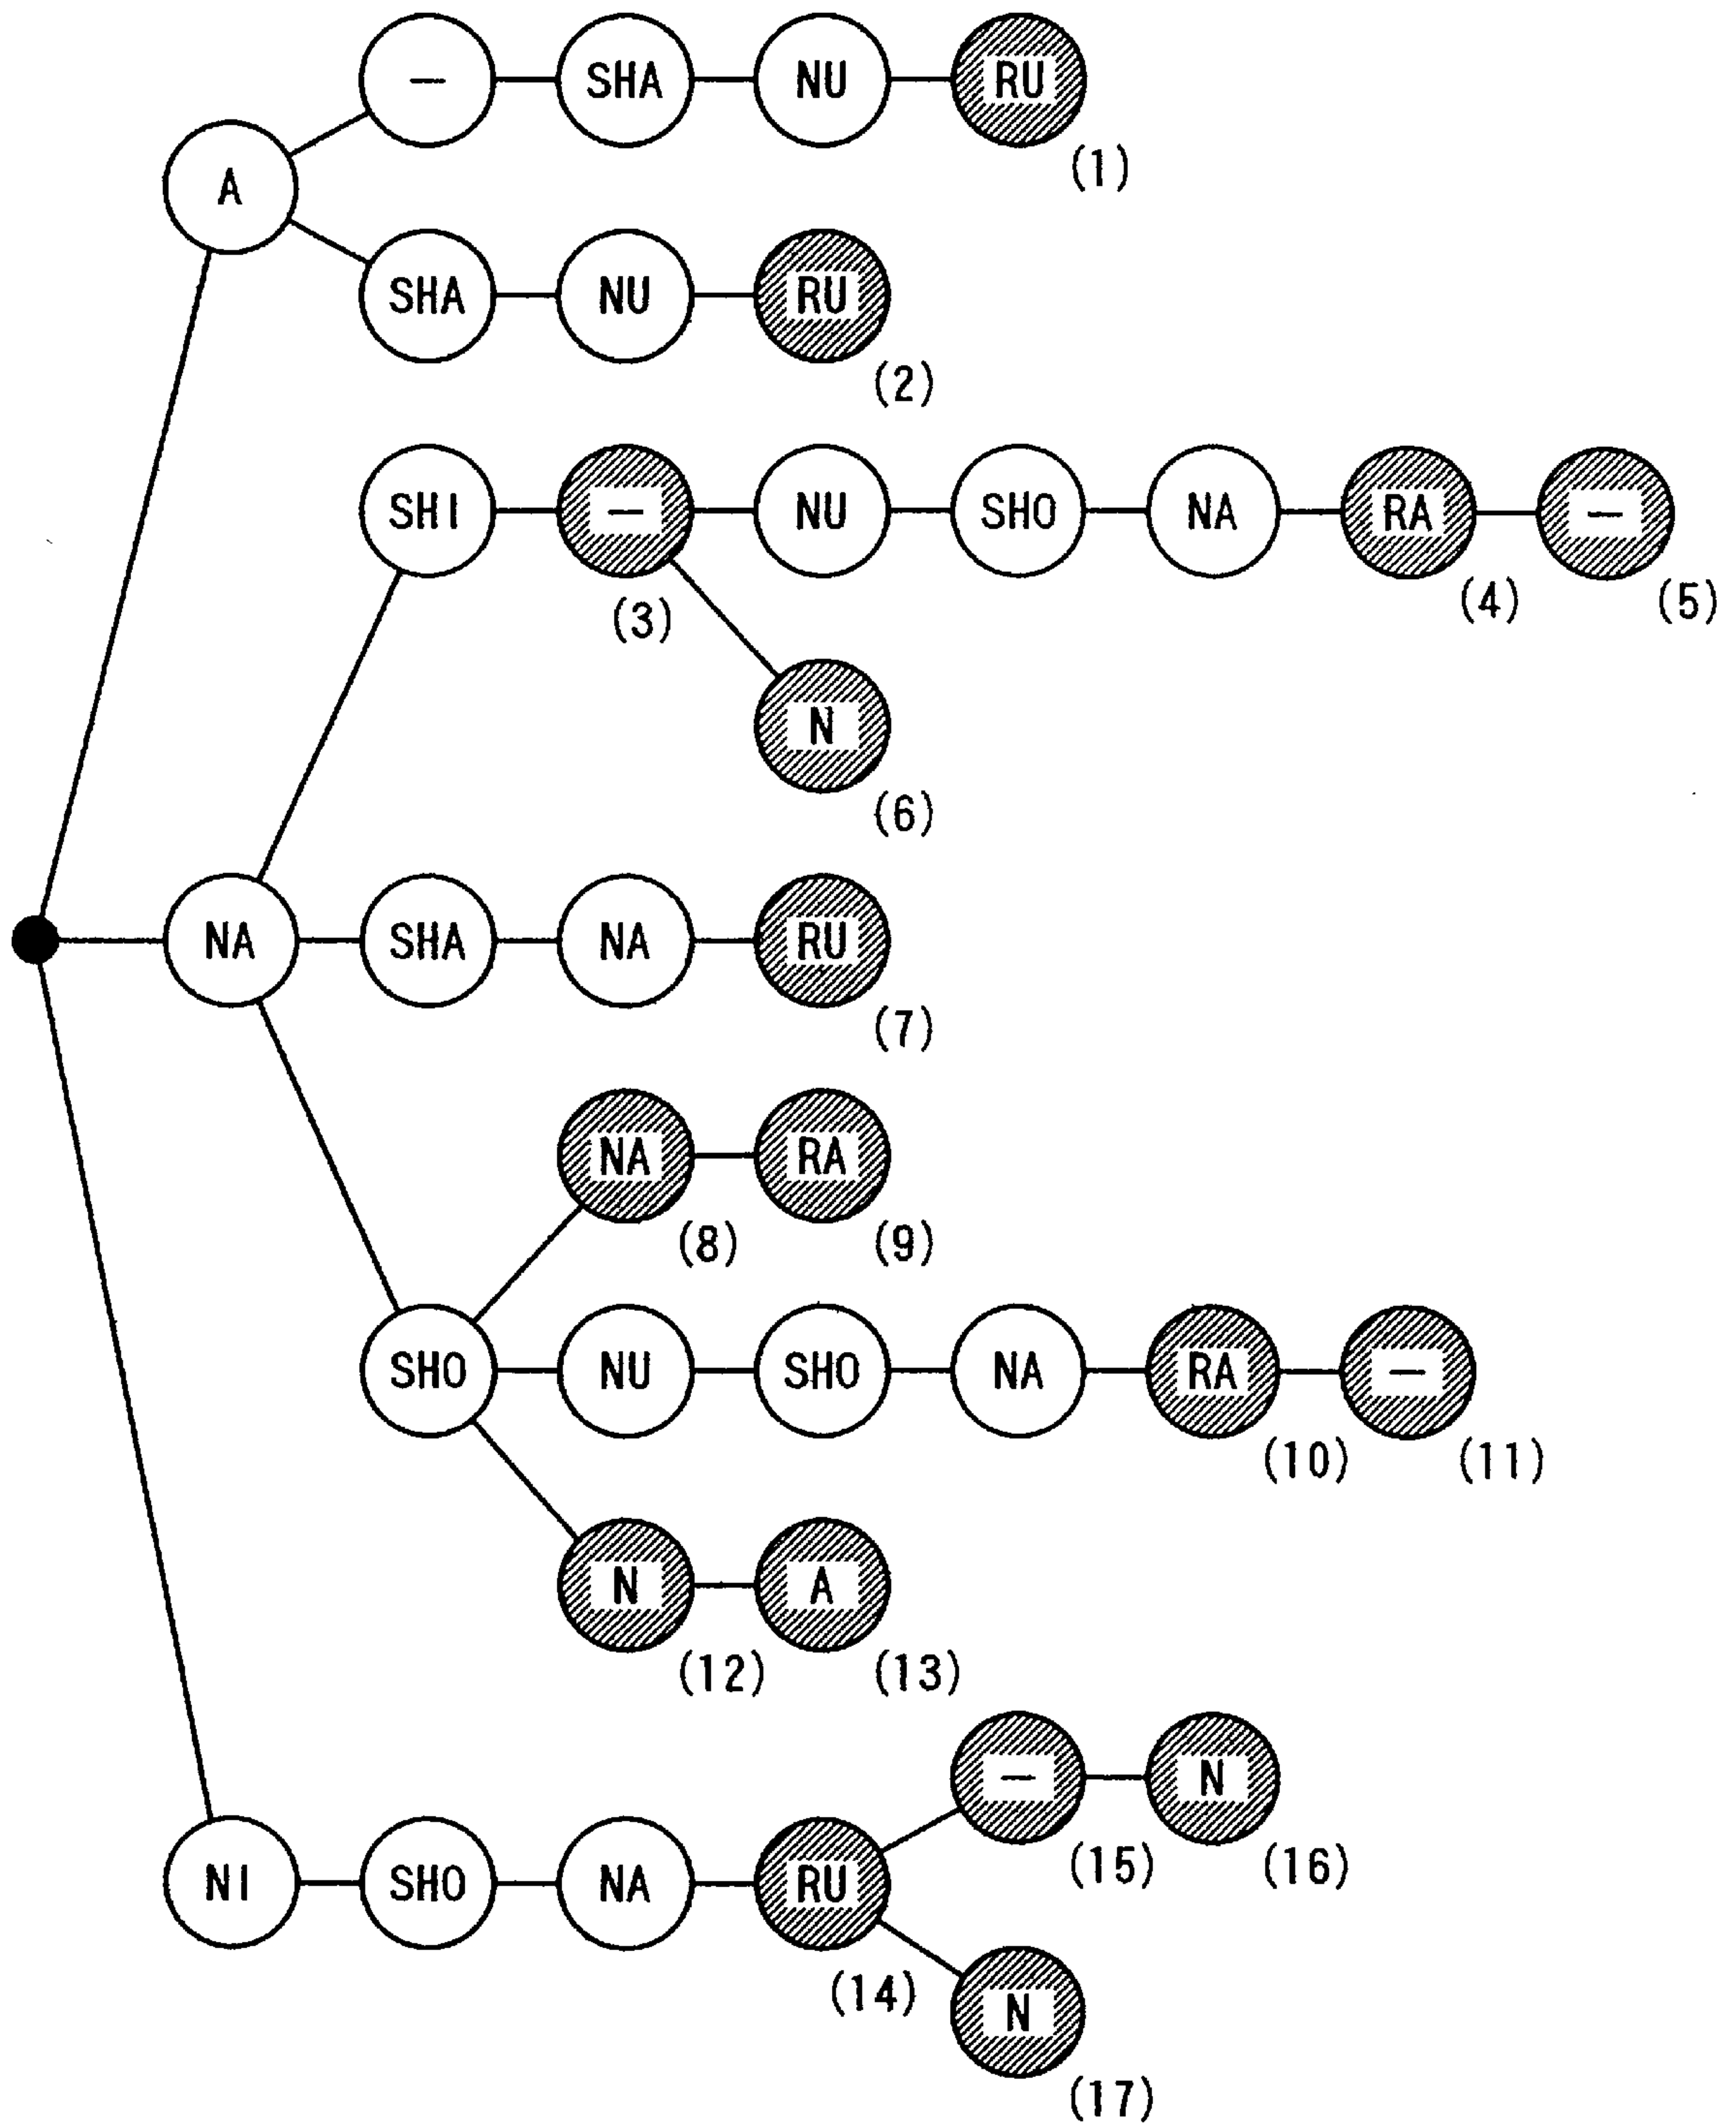 — SHA NU RU
(1)
A
SHA NU RU
(2)
SHI — NU SHO NA RA —
(3) (4) (5)
N
(6)
NA SHA NA RU
(7)
NA RA
(8) (9)
SHO NU SHO NA RA —
(10) (11)
N A
(12) (13)
— N
(15) (16)
NI SHO NA RU
(14)
N
(17)